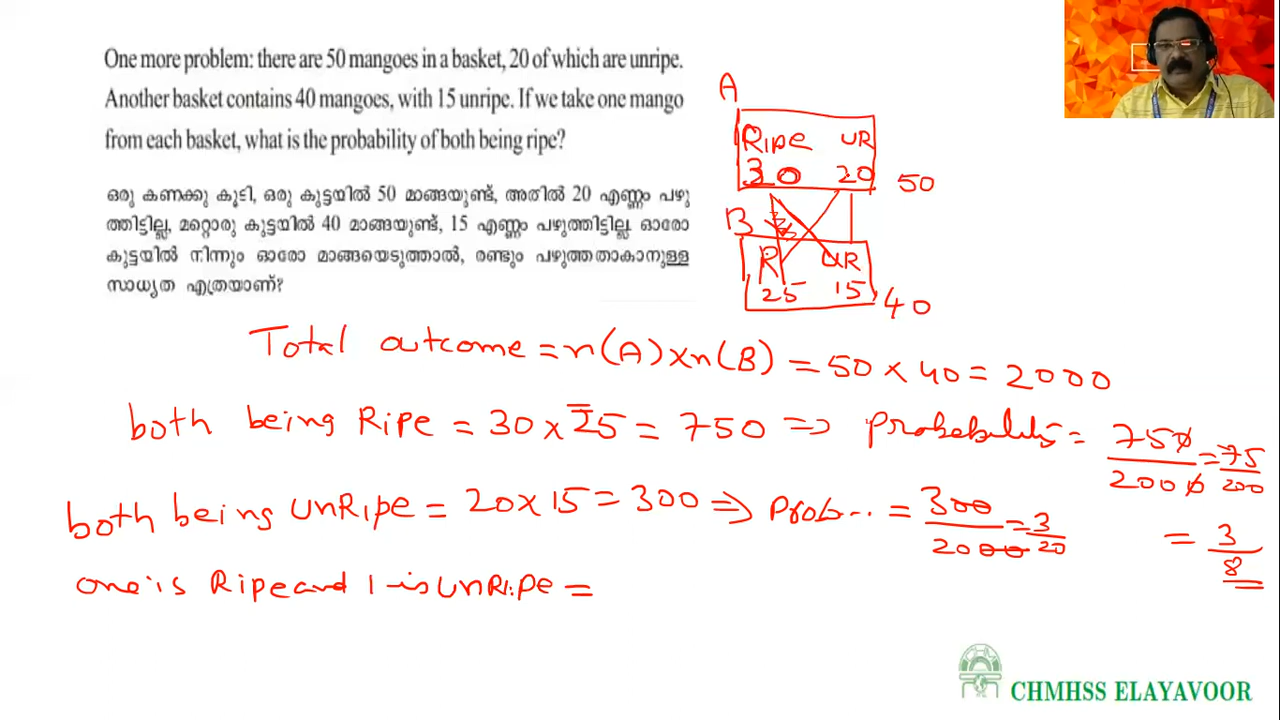 One more problem: there are 50 mangoes in a basket, 20 of which are unripe.
Another basket contains 40 mangoes, with 15 unripe. If we take one mango
from each basket, what is the probability of both being ripe?
ഒരു കണക്കു കൂടി, ഒരു കുട്ടയിൽ 50 മാങ്ങയുണ്ട്, അതിൽ 20 എണ്ണം പഴു
ത്തിട്ടില്ല, മറ്റൊരു കുട്ടയിൽ 40 മാങ്ങയുണ്ട്, 15 എണ്ണം പഴുത്തിട്ടില്ല. ഓരോ
കുട്ടയിൽ നിന്നും ഓരോ മാങ്ങയെടുത്താൽ, രണ്ടും പഴുത്തതാകാനുള്ള
സാധ്യത എത്രയാണ്?
A
Ripe UR
30 20 50
B
R UR
25 15 40
Total outcome = n(A) x n(B) = 50 x 40 = 2000
both being Ripe = 30 x 25 = 750 => Probebility = 750/2000 = 75/200
= 3/8
both being UnRipe = 20 x 15 = 300 => Prob.. = 300/2000 = 3/20
one is Ripe and 1 is UnRipe =
CHMHSS ELAYAVOOR